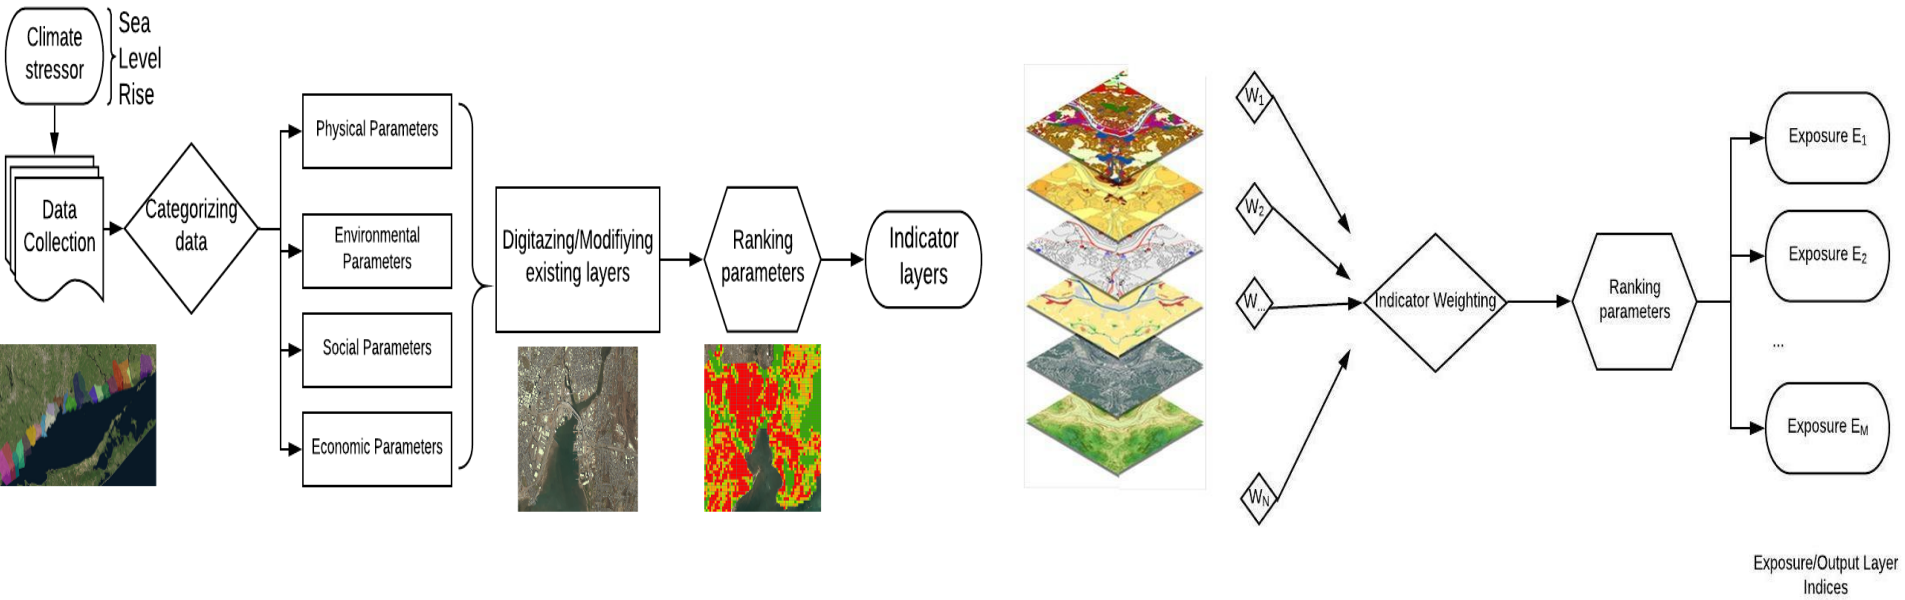 Climate
stressor
Sea
Level
Rise
Data
Collection
Categorizing
data
Physical Parameters
Environmental
Parameters
Social Parameters
Economic Parameters
Digitazing/Modifiying
existing layers
Ranking
parameters
Indicator
layers
W1
W2
W...
WN
Indicator Weighting
Ranking
parameters
Exposure E1
Exposure E2
...
Exposure EM
Exposure/Output Layer
Indices